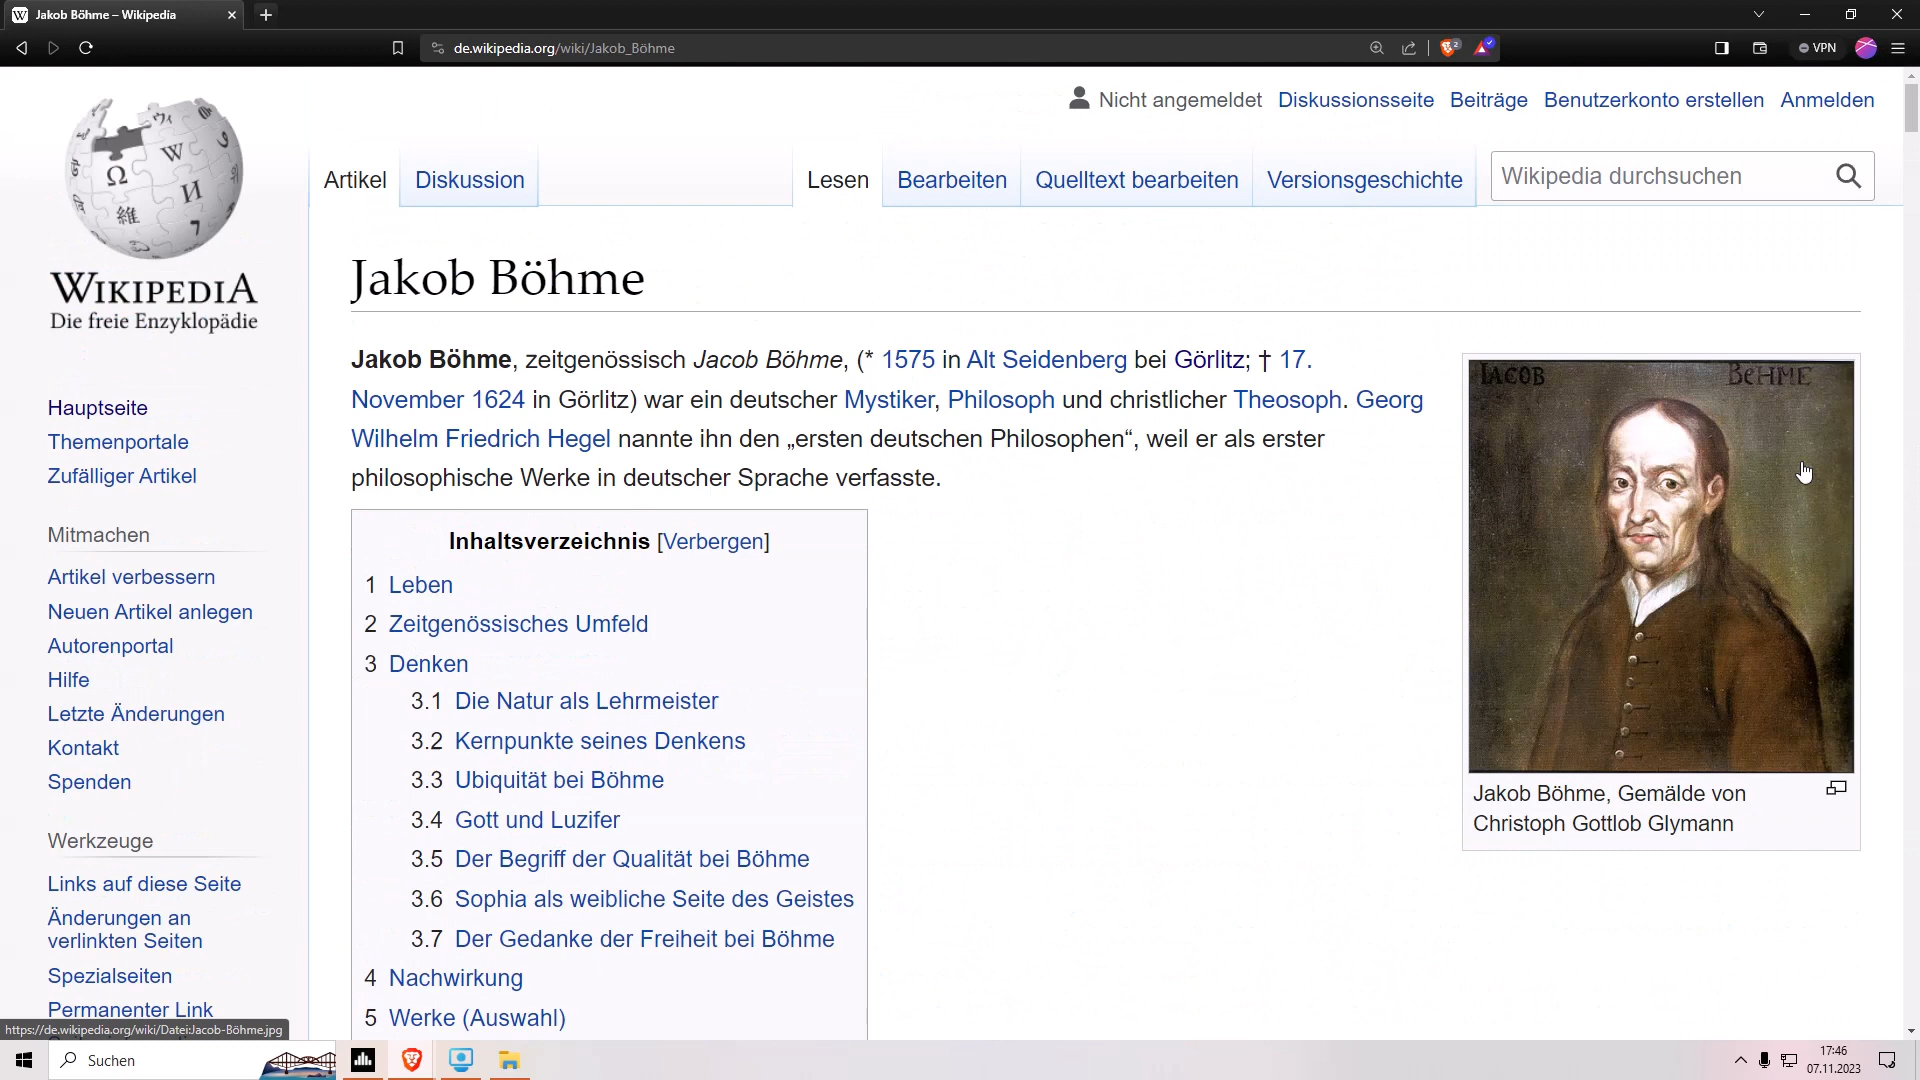 Jakob Böhme – Wikipedia
de.wikipedia.org/wiki/Jakob_Böhme
2
VPN
Nicht angemeldet Diskussionsseite Beiträge Benutzerkonto erstellen Anmelden
Artikel Diskussion Lesen Bearbeiten Quelltext bearbeiten Versionsgeschichte Wikipedia durchsuchen
Ω W И 維 7
WIKIPEDIA
Die freie Enzyklopädie
Hauptseite
Themenportale
Zufälliger Artikel
Mitmachen
Artikel verbessern
Neuen Artikel anlegen
Autorenportal
Hilfe
Letzte Änderungen
Kontakt
Spenden
Werkzeuge
Links auf diese Seite
Änderungen an
verlinkten Seiten
Spezialseiten
Permanenter Link
Jakob Böhme
Jakob Böhme, zeitgenössisch Jacob Böhme, (* 1575 in Alt Seidenberg bei Görlitz; † 17.
November 1624 in Görlitz) war ein deutscher Mystiker, Philosoph und christlicher Theosoph. Georg
Wilhelm Friedrich Hegel nannte ihn den „ersten deutschen Philosophen“, weil er als erster
philosophische Werke in deutscher Sprache verfasste.
Inhaltsverzeichnis [Verbergen]
1 Leben
2 Zeitgenössisches Umfeld
3 Denken
3.1 Die Natur als Lehrmeister
3.2 Kernpunkte seines Denkens
3.3 Ubiquität bei Böhme
3.4 Gott und Luzifer
3.5 Der Begriff der Qualität bei Böhme
3.6 Sophia als weibliche Seite des Geistes
3.7 Der Gedanke der Freiheit bei Böhme
4 Nachwirkung
5 Werke (Auswahl)
IACOB BeHME
Jakob Böhme, Gemälde von
Christoph Gottlob Glymann
https://de.wikipedia.org/wiki/Datei:Jacob-Böhme.jpg
Suchen
17:46
07.11.2023